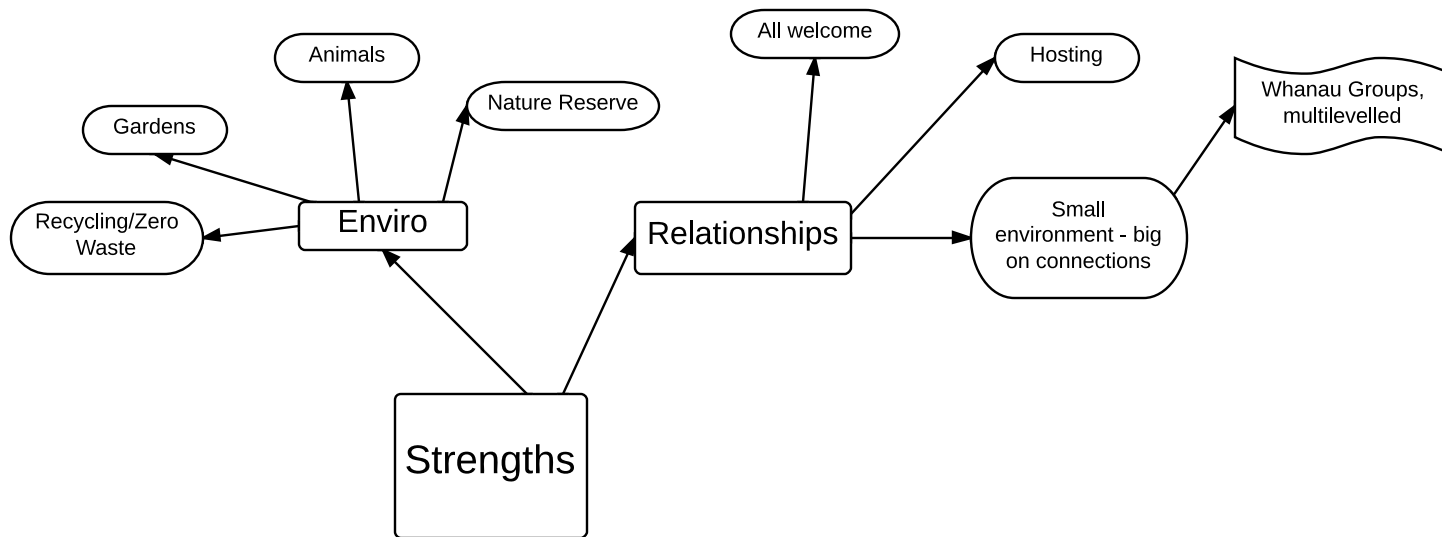 All welcome
Hosting
Animals
Whanau Groups,
multilevelled
Nature Reserve
Gardens
Recycling/Zero
Waste
Enviro
Relationships
Small
environment - big
on connections
Strengths